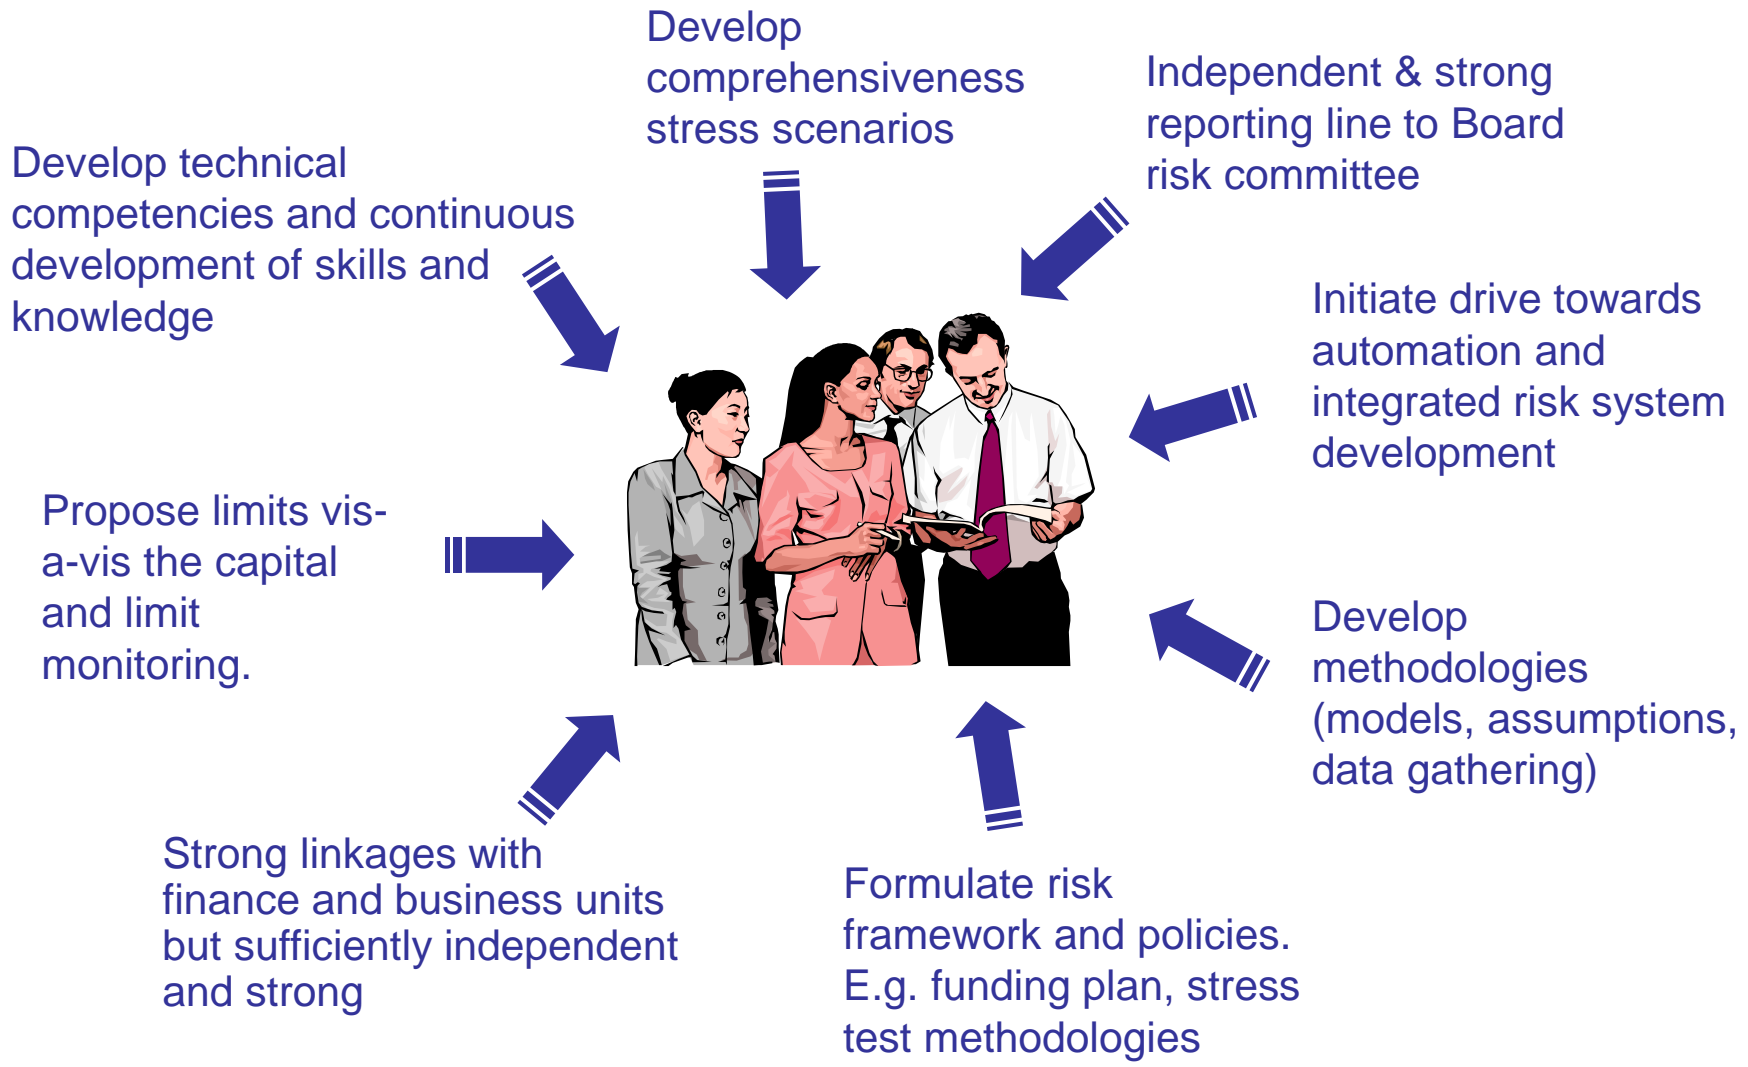 Develop
comprehensiveness
stress scenarios
Independent & strong
reporting line to Board
risk committee
Develop technical
competencies and continuous
development of skills and
knowledge
Initiate drive towards
automation and
integrated risk system
development
Propose limits vis-
a-vis the capital
and limit
monitoring.
Develop
methodologies
(models, assumptions,
data gathering)
Strong linkages with
finance and business units
but sufficiently independent
and strong
Formulate risk
framework and policies.
E.g. funding plan, stress
test methodologies